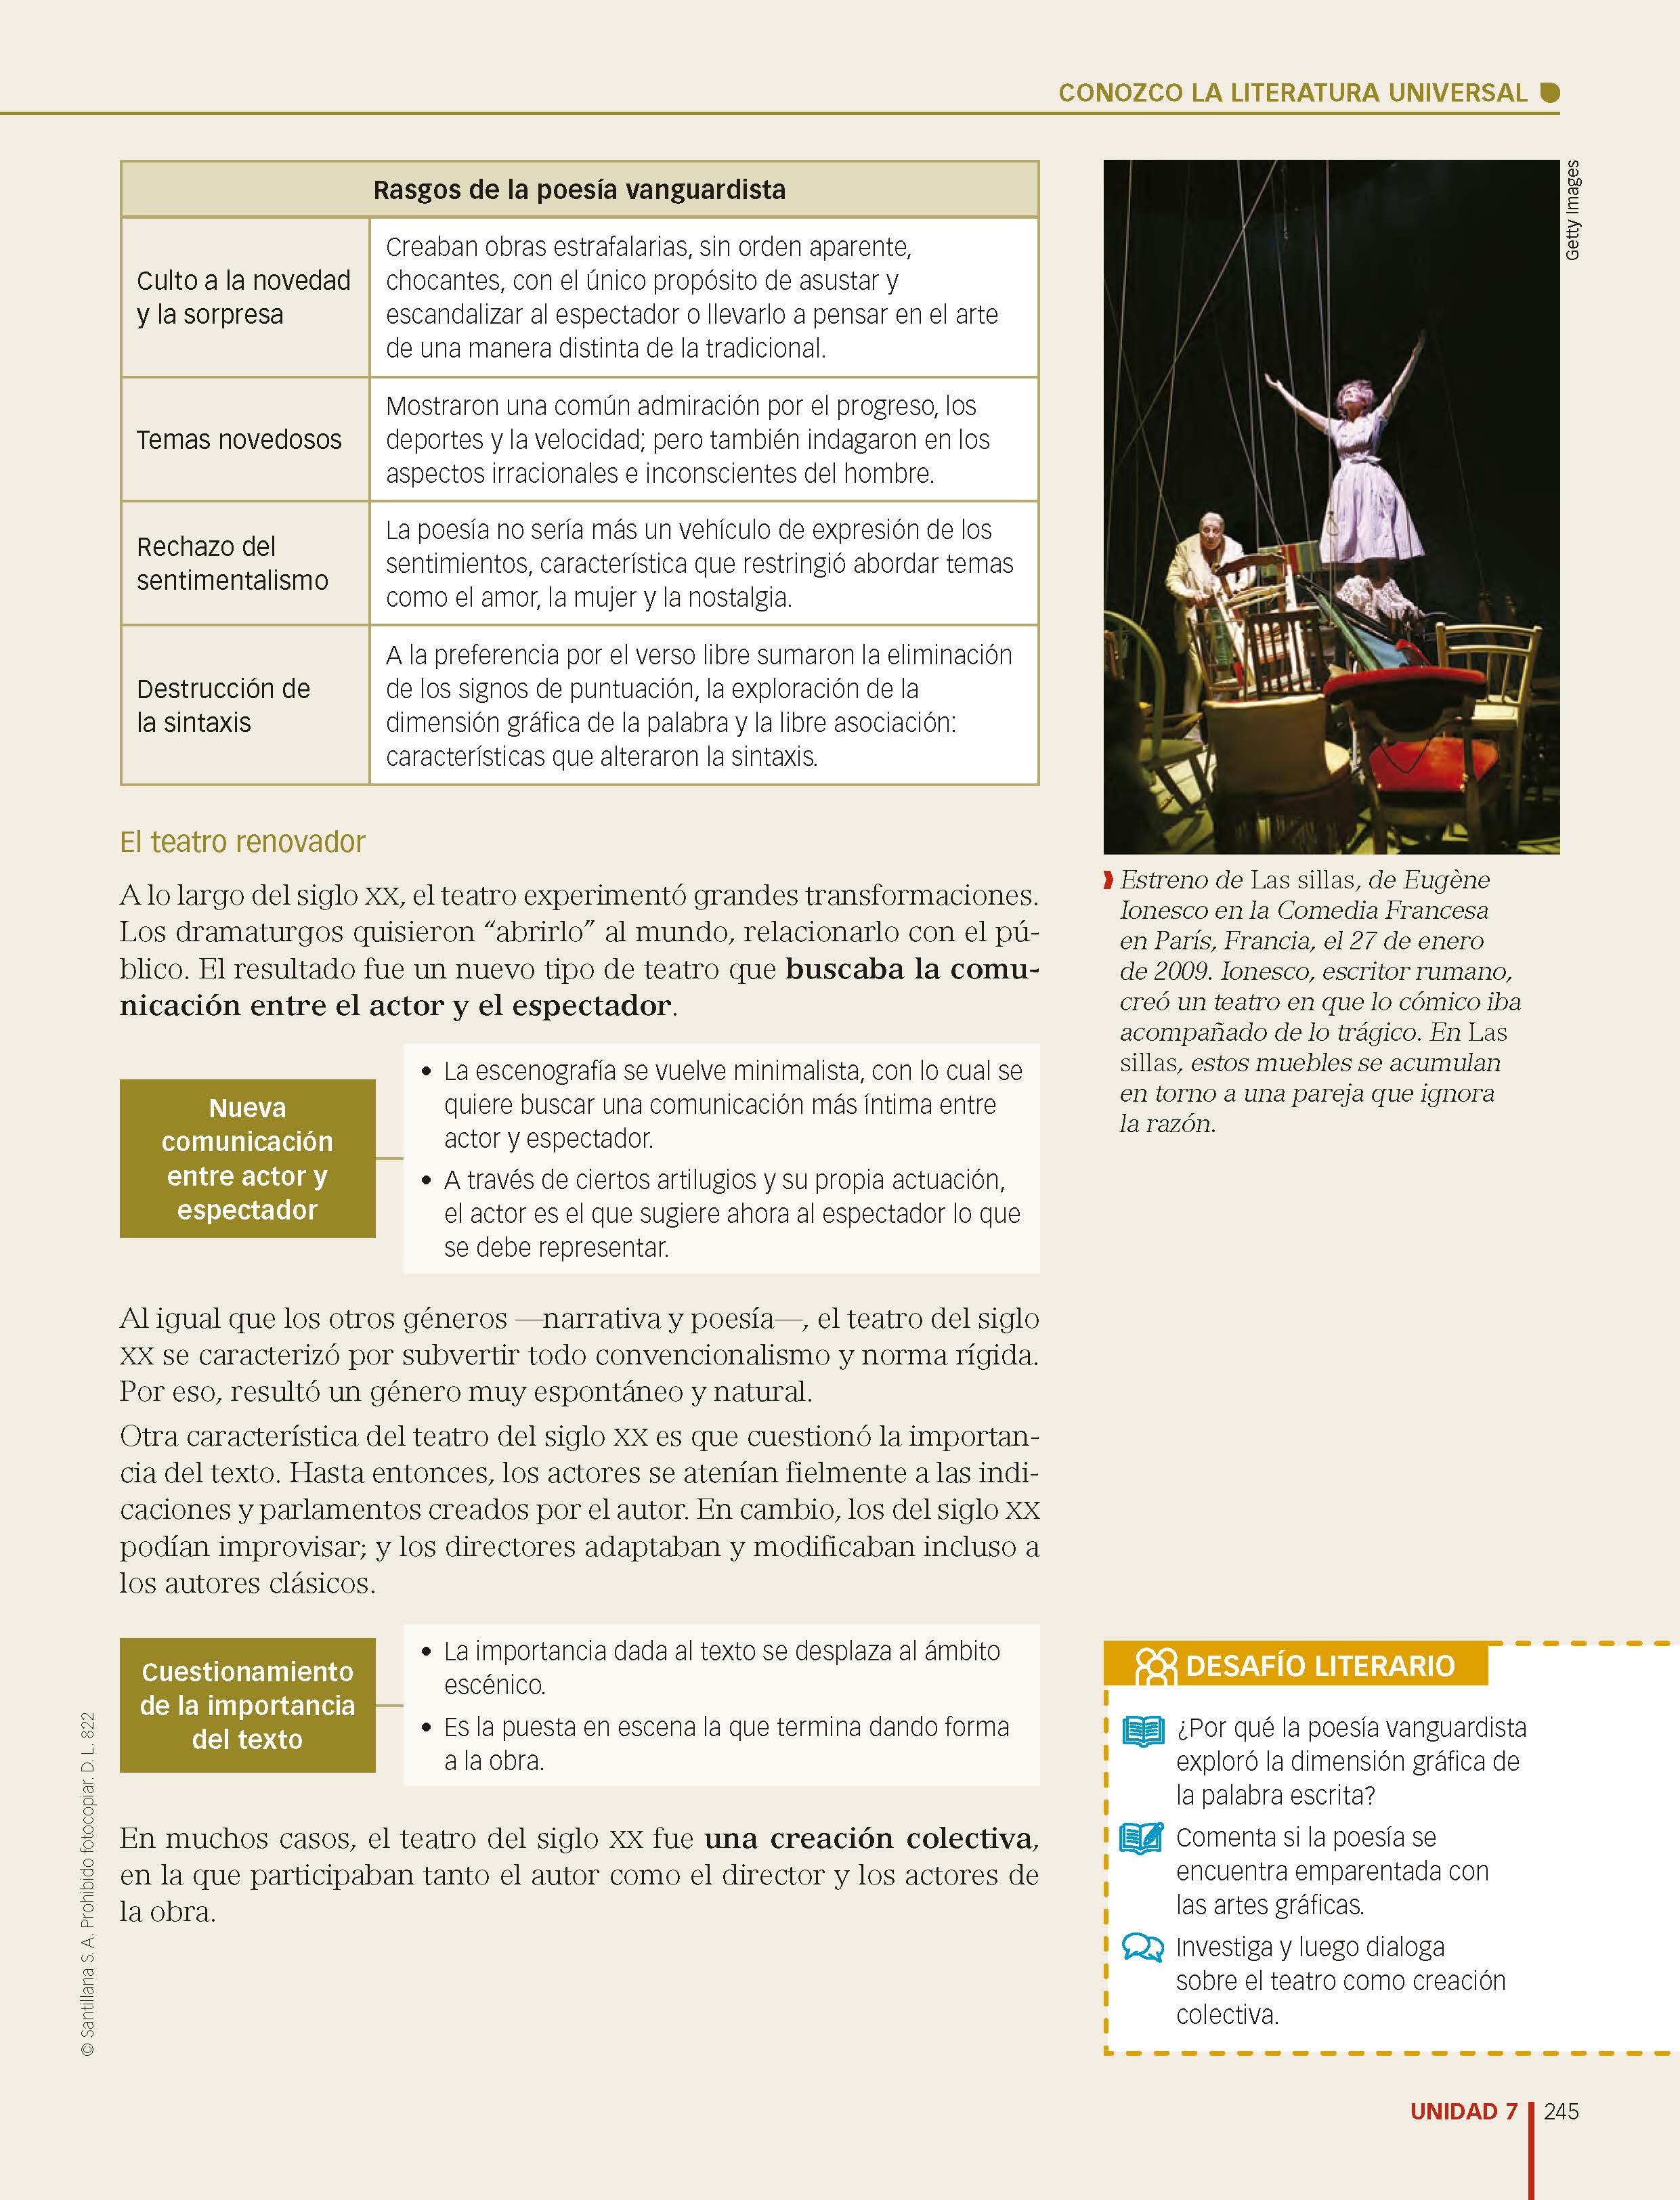 CONOZCO LA LITERATURA UNIVERSAL
Rasgos de la poesía vanguardista
Culto a la novedad
y la sorpresa
Creaban obras estrafalarias, sin orden aparente,
chocantes, con el único propósito de asustar y
escandalizar al espectador o llevarlo a pensar en el arte
de una manera distinta de la tradicional.
Temas novedosos
Mostraron una común admiración por el progreso, los
deportes y la velocidad; pero también indagaron en los
aspectos irracionales e inconscientes del hombre.
Rechazo del
sentimentalismo
La poesía no sería más un vehículo de expresión de los
sentimientos, característica que restringió abordar temas
como el amor, la mujer y la nostalgia.
Destrucción de
la sintaxis
A la preferencia por el verso libre sumaron la eliminación
de los signos de puntuación, la exploración de la
dimensión gráfica de la palabra y la libre asociación:
características que alteraron la sintaxis.
El teatro renovador
A lo largo del siglo XX, el teatro experimentó grandes transformaciones.
Los dramaturgos quisieron “abrirlo” al mundo, relacionarlo con el pú-
blico. El resultado fue un nuevo tipo de teatro que buscaba la comu-
nicación entre el actor y el espectador.
Nueva
comunicación
entre actor y
espectador
• La escenografía se vuelve minimalista, con lo cual se
quiere buscar una comunicación más íntima entre
actor y espectador.
• A través de ciertos artilugios y su propia actuación,
el actor es el que sugiere ahora al espectador lo que
se debe representar.
Al igual que los otros géneros —narrativa y poesía—, el teatro del siglo
XX se caracterizó por subvertir todo convencionalismo y norma rígida.
Por eso, resultó un género muy espontáneo y natural.
Otra característica del teatro del siglo XX es que cuestionó la importan-
cia del texto. Hasta entonces, los actores se atenían fielmente a las indi-
caciones y parlamentos creados por el autor. En cambio, los del siglo XX
podían improvisar; y los directores adaptaban y modificaban incluso a
los autores clásicos.
Cuestionamiento
de la importancia
del texto
• La importancia dada al texto se desplaza al ámbito
escénico.
• Es la puesta en escena la que termina dando forma
a la obra.
En muchos casos, el teatro del siglo XX fue una creación colectiva,
en la que participaban tanto el autor como el director y los actores de
la obra.
© Santillana S. A. Prohibido fotocopiar. D. L. 822
Getty Images
Estreno de Las sillas, de Eugène
Ionesco en la Comedia Francesa
en París, Francia, el 27 de enero
de 2009. Ionesco, escritor rumano,
creó un teatro en que lo cómico iba
acompañado de lo trágico. En Las
sillas, estos muebles se acumulan
en torno a una pareja que ignora
la razón.
DESAFÍO LITERARIO
¿Por qué la poesía vanguardista
exploró la dimensión gráfica de
la palabra escrita?
Comenta si la poesía se
encuentra emparentada con
las artes gráficas.
Investiga y luego dialoga
sobre el teatro como creación
colectiva.
UNIDAD 7
245